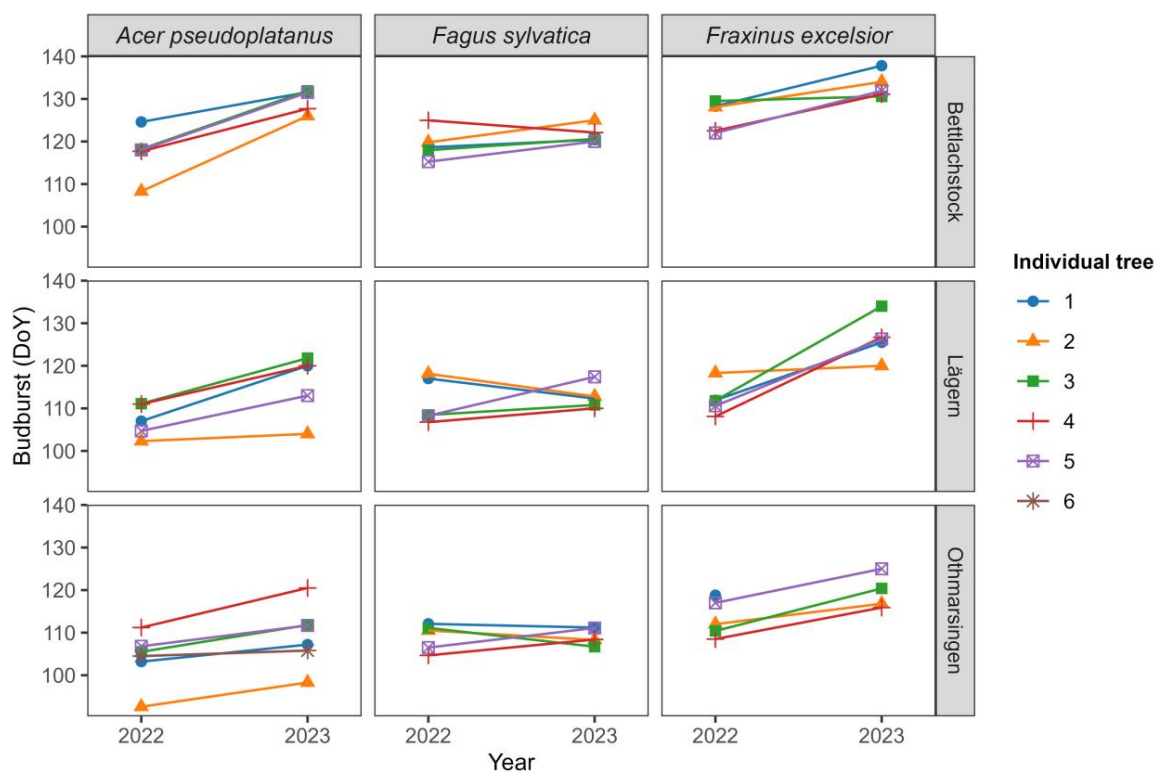 Acer pseudoplatanus
Fagus sylvatica
Fraxinus excelsior
140
130
120
110
100
Bettlachstock
140
130
120
110
100
Lägern
140
130
120
110
100
Othmarsingen
Budburst (DoY)
2022 2023
2022 2023
2022 2023
Year
Individual tree
1
2
3
4
5
6